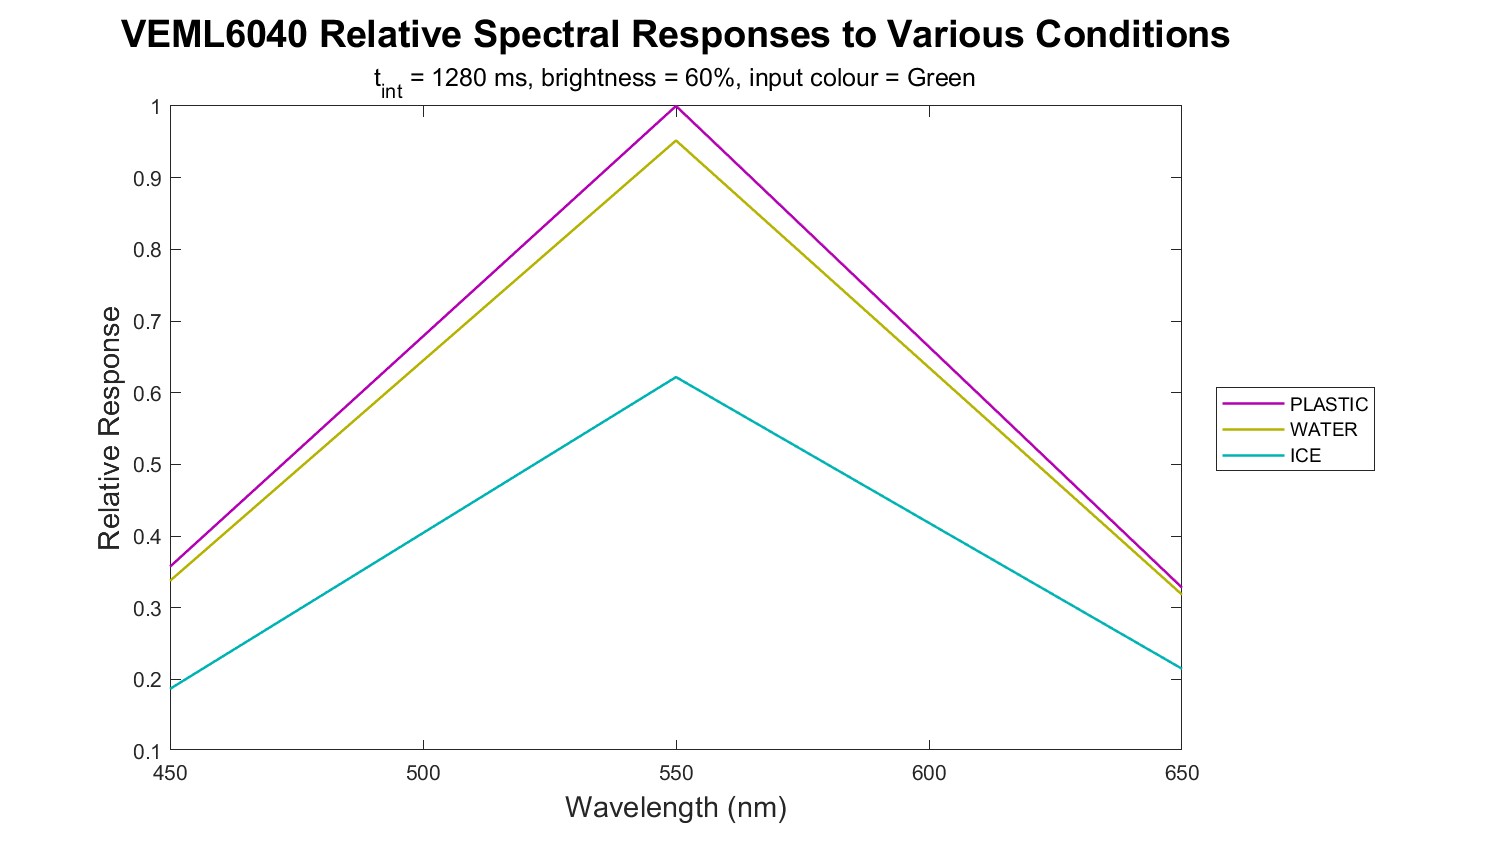 VEML6040 Relative Spectral Responses to Various Conditions
t_int = 1280 ms, brightness = 60%, input colour = Green
1
0.9
0.8
0.7
0.6
0.5
0.4
0.3
0.2
0.1
Relative Response
450 500 550 600 650
Wavelength (nm)
PLASTIC
WATER
ICE